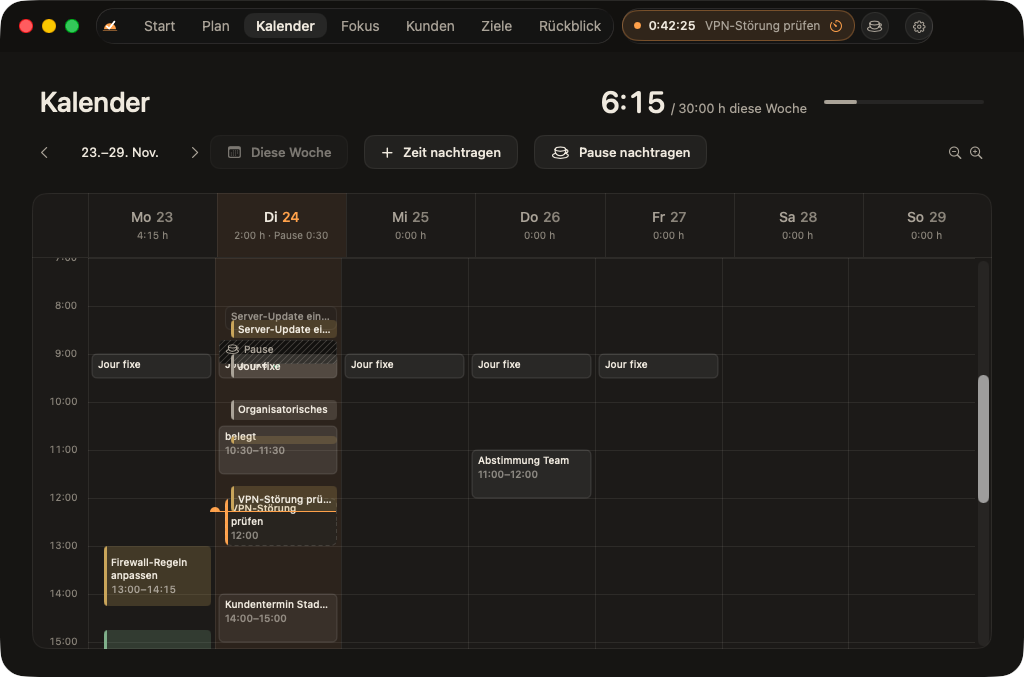 Start Plan Kalender Fokus Kunden Ziele Rückblick 0:42:25 VPN-Störung prüfen
Kalender
6:15 / 30:00 h diese Woche
23.–29. Nov. Diese Woche + Zeit nachtragen Pause nachtragen
Mo 23 Di 24 Mi 25 Do 26 Fr 27 Sa 28 So 29
4:15 h 2:00 h · Pause 0:30 0:00 h 0:00 h 0:00 h 0:00 h 0:00 h
8:00
Server-Update ein...
Server-Update ei...
Pause
9:00
Jour fixe Jour fixe Jour fixe Jour fixe Jour fixe
10:00
Organisatorisches
belegt
10:30–11:30
11:00
Abstimmung Team
11:00–12:00
12:00
VPN-Störung prü...
VPN-Störung
prüfen
12:00
13:00
Firewall-Regeln
anpassen
13:00–14:15
14:00
Kundentermin Stad...
14:00–15:00
15:00